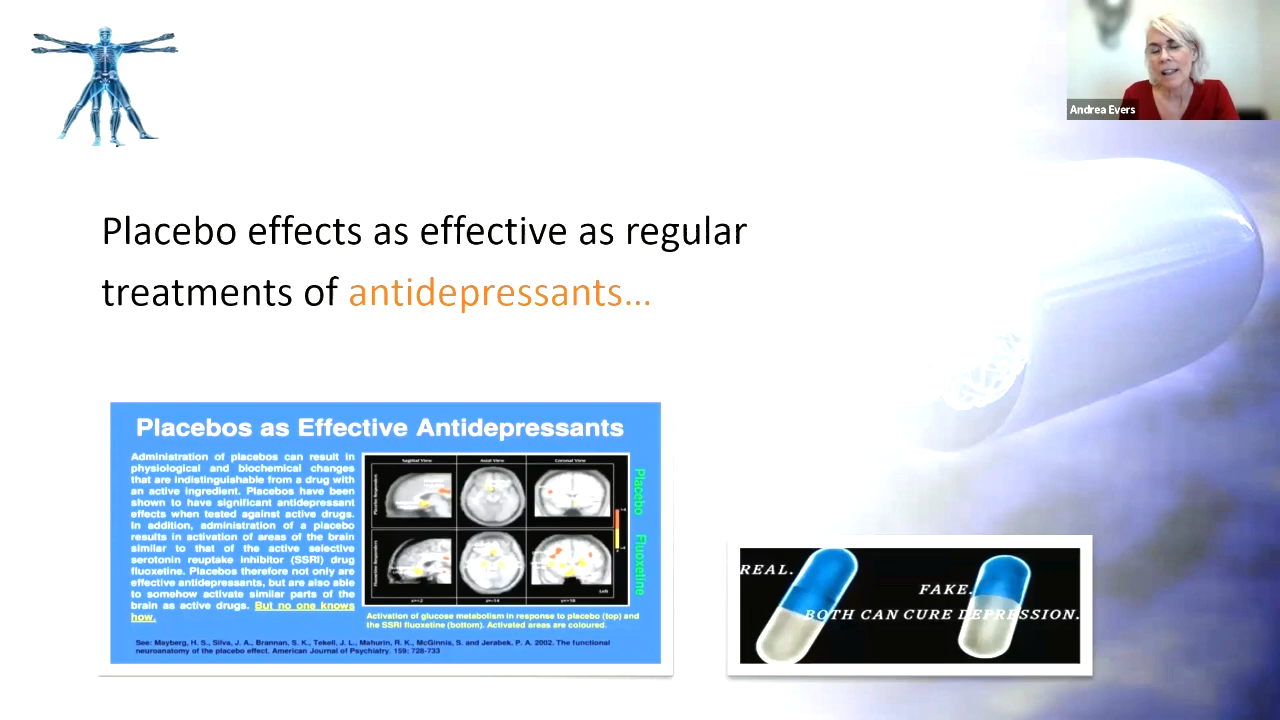 Andrea Evers
Placebo effects as effective as regular
treatments of antidepressants...
Placebos as Effective Antidepressants
Administration of placebos can result in
physiological and biochemical changes
that are indistinguishable from a drug with
an active ingredient. Placebos have been
shown to have significant antidepressant
effects when tested against active drugs.
In addition, administration of a placebo
results in activation of areas of the brain
similar to that of the active selective
serotonin reuptake inhibitor (SSRI) drug
fluoxetine. Placebos therefore not only are
effective antidepressants, but are also able
to somehow activate similar parts of the
brain as active drugs. But no one knows
how.
Sagittal View
Axial View
Coronal View
Placebo
Fluoxetine
Left
Activation of glucose metabolism in response to placebo (top) and
the SSRI fluoxetine (bottom). Activated areas are coloured.
See: Mayberg, H. S., Silva, J. A., Brannan, S. K., Tekell, J. L., Mahurin, R. K., McGinnis, S. and Jerabek, P. A. 2002. The functional
neuroanatomy of the placebo effect. American Journal of Psychiatry. 159: 728-733
REAL.
FAKE.
BOTH CAN CURE DEPRESSION.